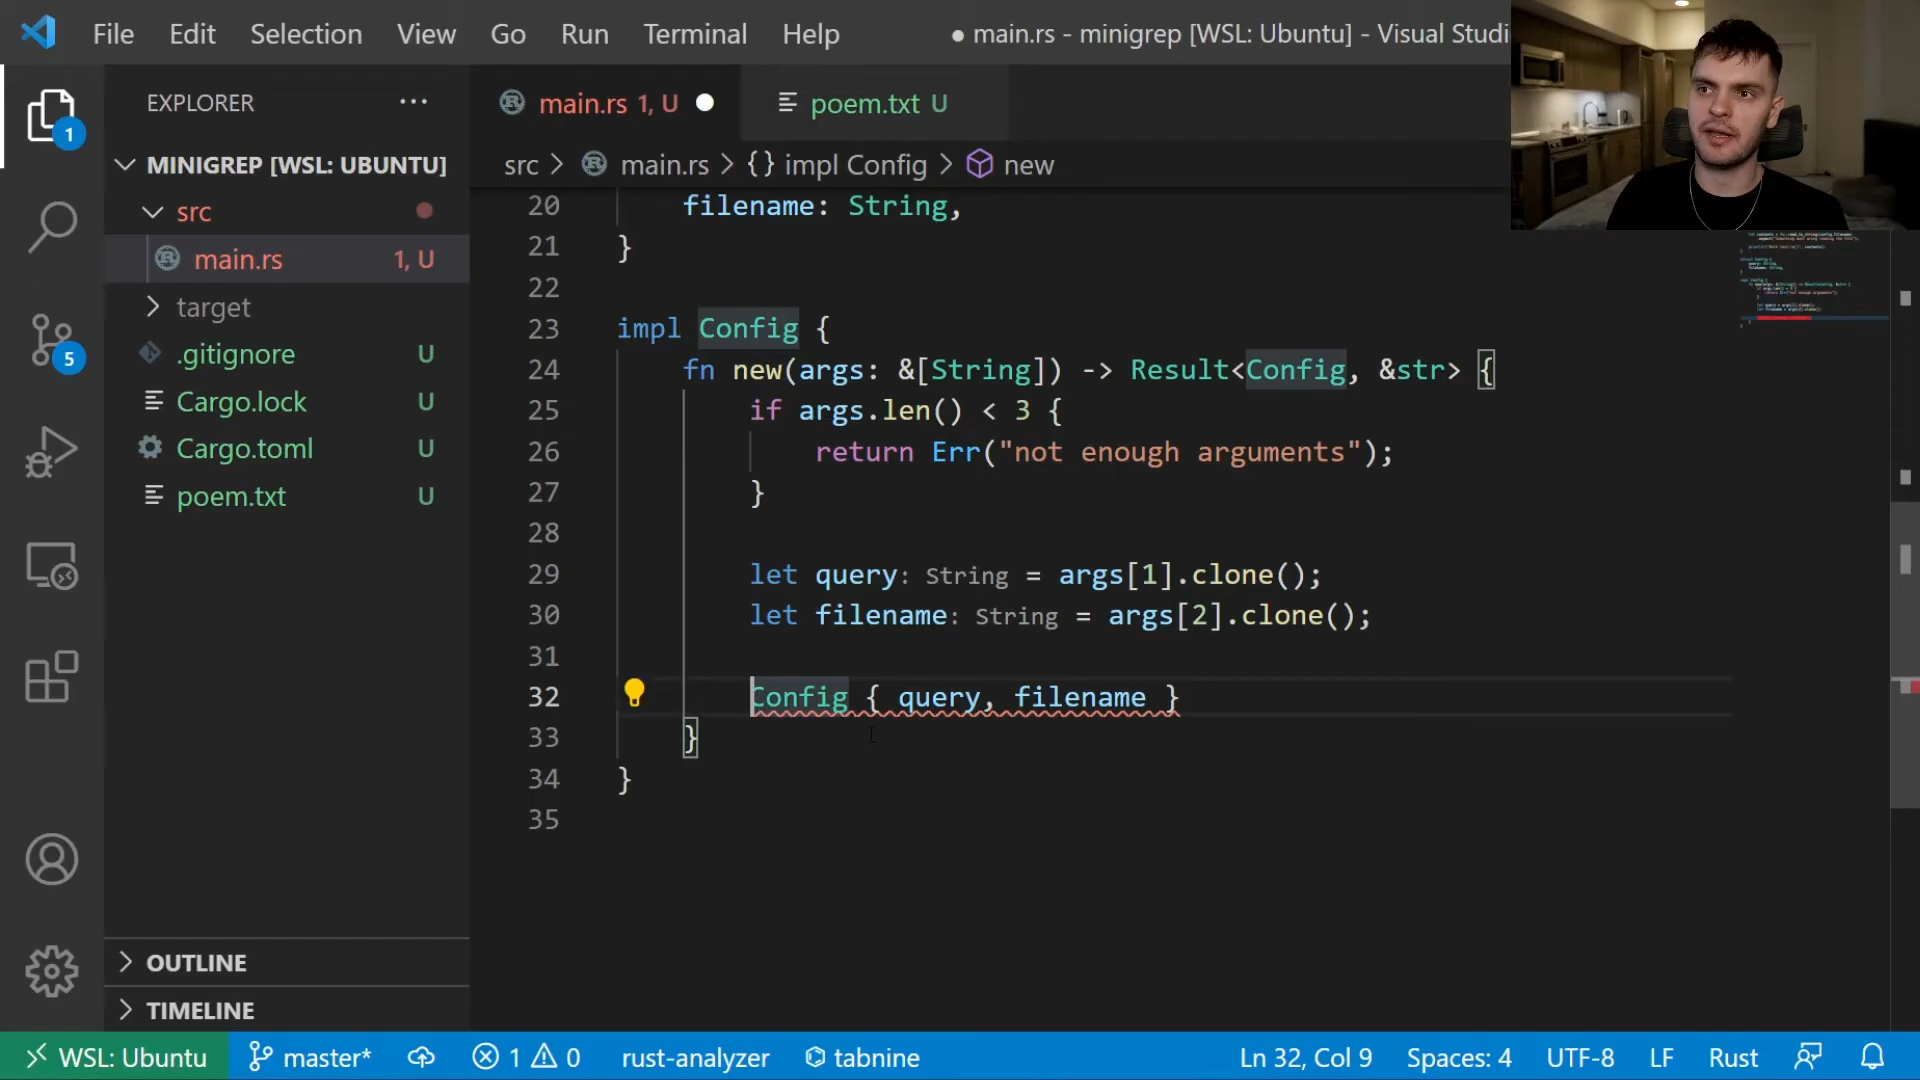 File Edit Selection View Go Run Terminal Help ● main.rs - minigrep [WSL: Ubuntu] - Visual Studi
EXPLORER ...
MINIGREP [WSL: UBUNTU]
src
main.rs 1, U
target
.gitignore U
Cargo.lock U
Cargo.toml U
poem.txt U
OUTLINE
TIMELINE
1
5
main.rs 1, U ●
poem.txt U
src > main.rs > {} impl Config > new
20 filename: String,
21 }
22
23 impl Config {
24 fn new(args: &[String]) -> Result<Config, &str> {
25 if args.len() < 3 {
26 return Err("not enough arguments");
27 }
28
29 let query: String = args[1].clone();
30 let filename: String = args[2].clone();
31
32 Config { query, filename }
33 }
34 }
35
WSL: Ubuntu master* 1 0 rust-analyzer tabnine Ln 32, Col 9 Spaces: 4 UTF-8 LF Rust